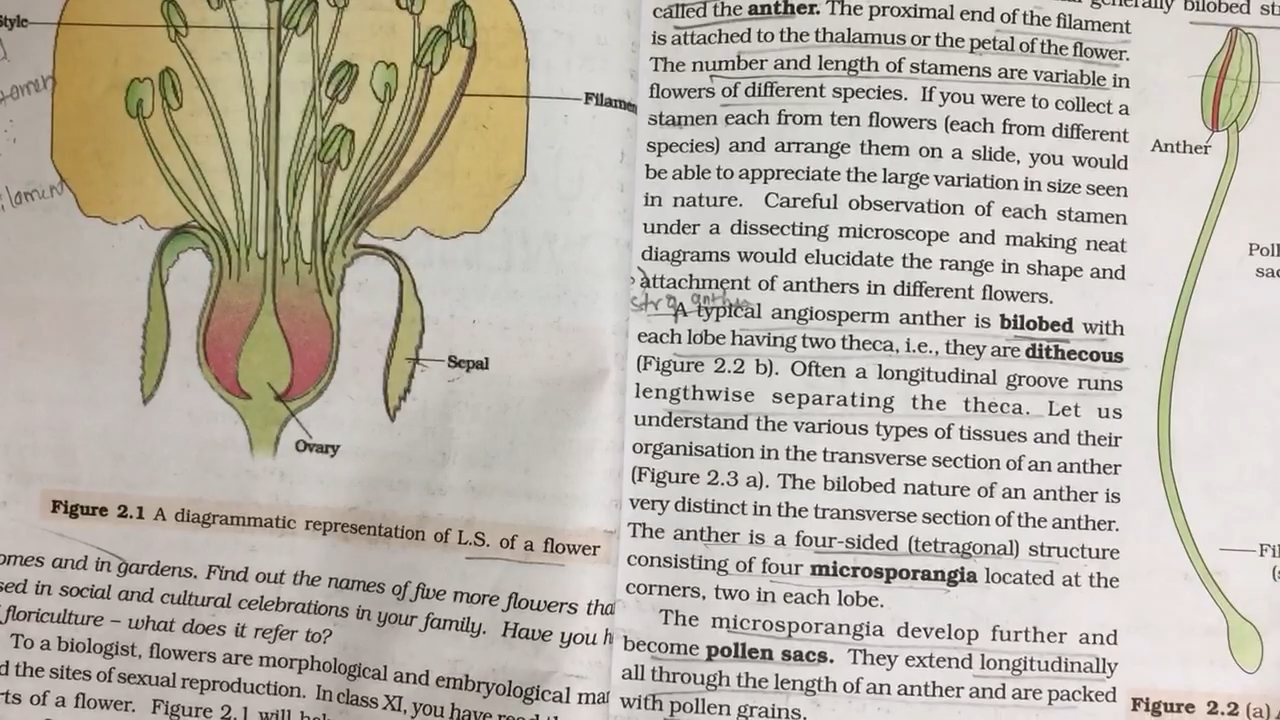 Style
Filame
Sepal
Ovary
Figure 2.1 A diagrammatic representation of L.S. of a flower
omes and in gardens. Find out the names of five more flowers tha
sed in social and cultural celebrations in your family. Have you h
floriculture – what does it refer to?
To a biologist, flowers are morphological and embryological mar
d the sites of sexual reproduction. In class XI, you have read th
rts of a flower. Figure 2.1 will hel
called the anther. The proximal end of the filament
is attached to the thalamus or the petal of the flower.
The number and length of stamens are variable in
flowers of different species. If you were to collect a
stamen each from ten flowers (each from different
species) and arrange them on a slide, you would
be able to appreciate the large variation in size seen
in nature. Careful observation of each stamen
under a dissecting microscope and making neat
diagrams would elucidate the range in shape and
attachment of anthers in different flowers.
A typical angiosperm anther is bilobed with
each lobe having two theca, i.e., they are dithecous
(Figure 2.2 b). Often a longitudinal groove runs
lengthwise separating the theca. Let us
understand the various types of tissues and their
organisation in the transverse section of an anther
(Figure 2.3 a). The bilobed nature of an anther is
very distinct in the transverse section of the anther.
The anther is a four-sided (tetragonal) structure
consisting of four microsporangia located at the
corners, two in each lobe.
The microsporangia develop further and
become pollen sacs. They extend longitudinally
all through the length of an anther and are packed
with pollen grains.
generally bilobed st
Anther
Poll
sac
Fil
(s
Figure 2.2 (a)